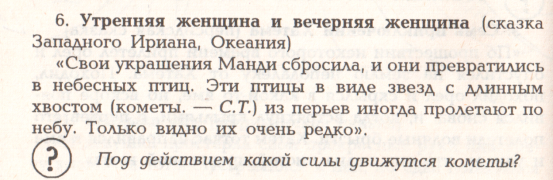 6. Утренняя женщина и вечерняя женщина (сказка
Западного Ириана, Океания)
«Свои украшения Манди сбросила, и они превратились
в небесных птиц. Эти птицы в виде звезд с длинным
хвостом (кометы. — С.Т.) из перьев иногда пролетают по
небу. Только видно их очень редко».
? Под действием какой силы движутся кометы?